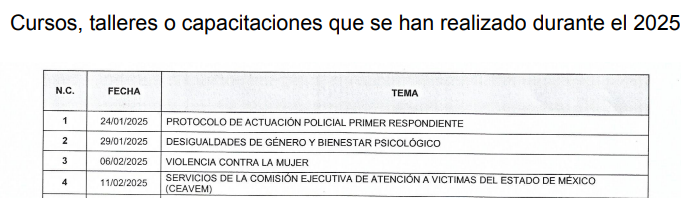 Cursos, talleres o capacitaciones que se han realizado durante el 2025
N.C. FECHA TEMA
1 24/01/2025 PROTOCOLO DE ACTUACIÓN POLICIAL PRIMER RESPONDIENTE
2 29/01/2025 DESIGUALDADES DE GÉNERO Y BIENESTAR PSICOLÓGICO
3 06/02/2025 VIOLENCIA CONTRA LA MUJER
4 11/02/2025 SERVICIOS DE LA COMISIÓN EJECUTIVA DE ATENCIÓN A VICTIMAS DEL ESTADO DE MÉXICO
(CEAVEM)